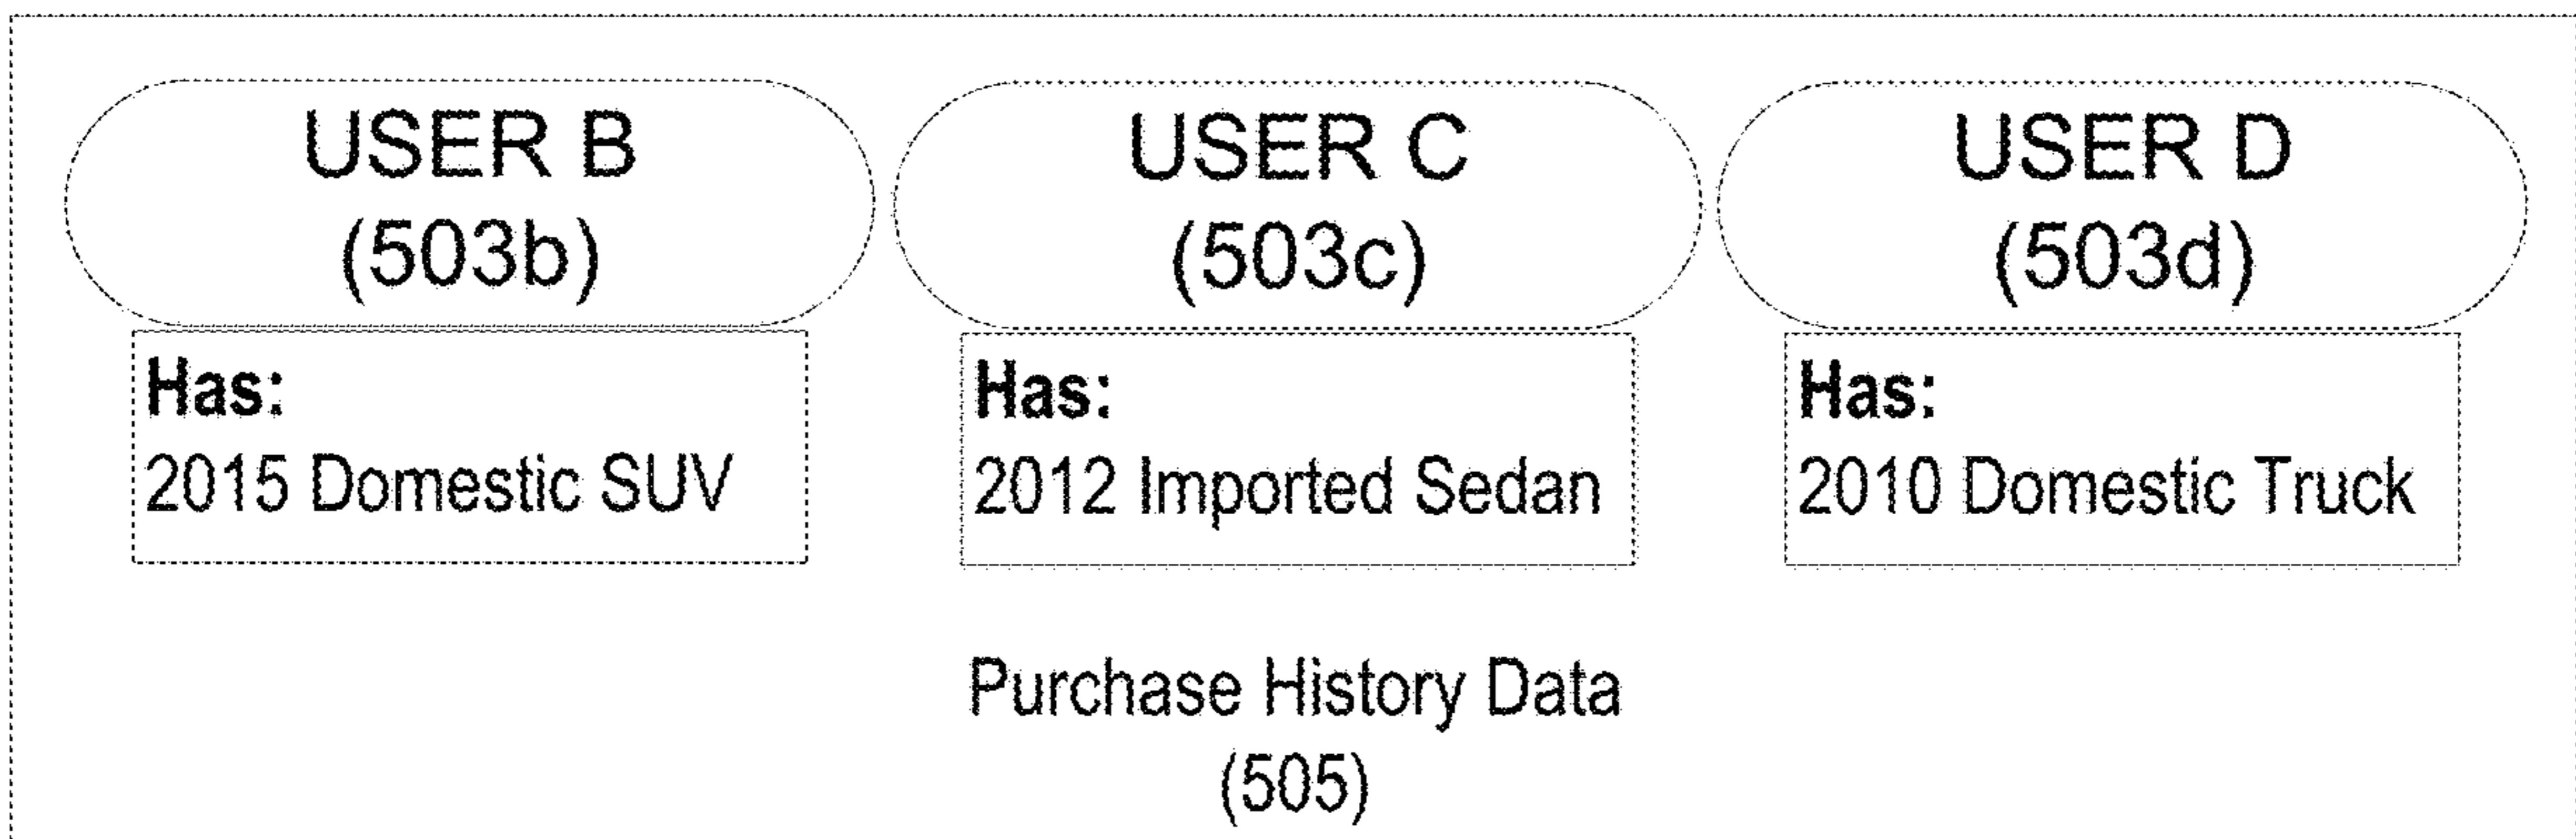 USER B
(503b)
Has:
2015 Domestic SUV
USER C
(503c)
Has:
2012 Imported Sedan
USER D
(503d)
Has:
2010 Domestic Truck
Purchase History Data
(505)